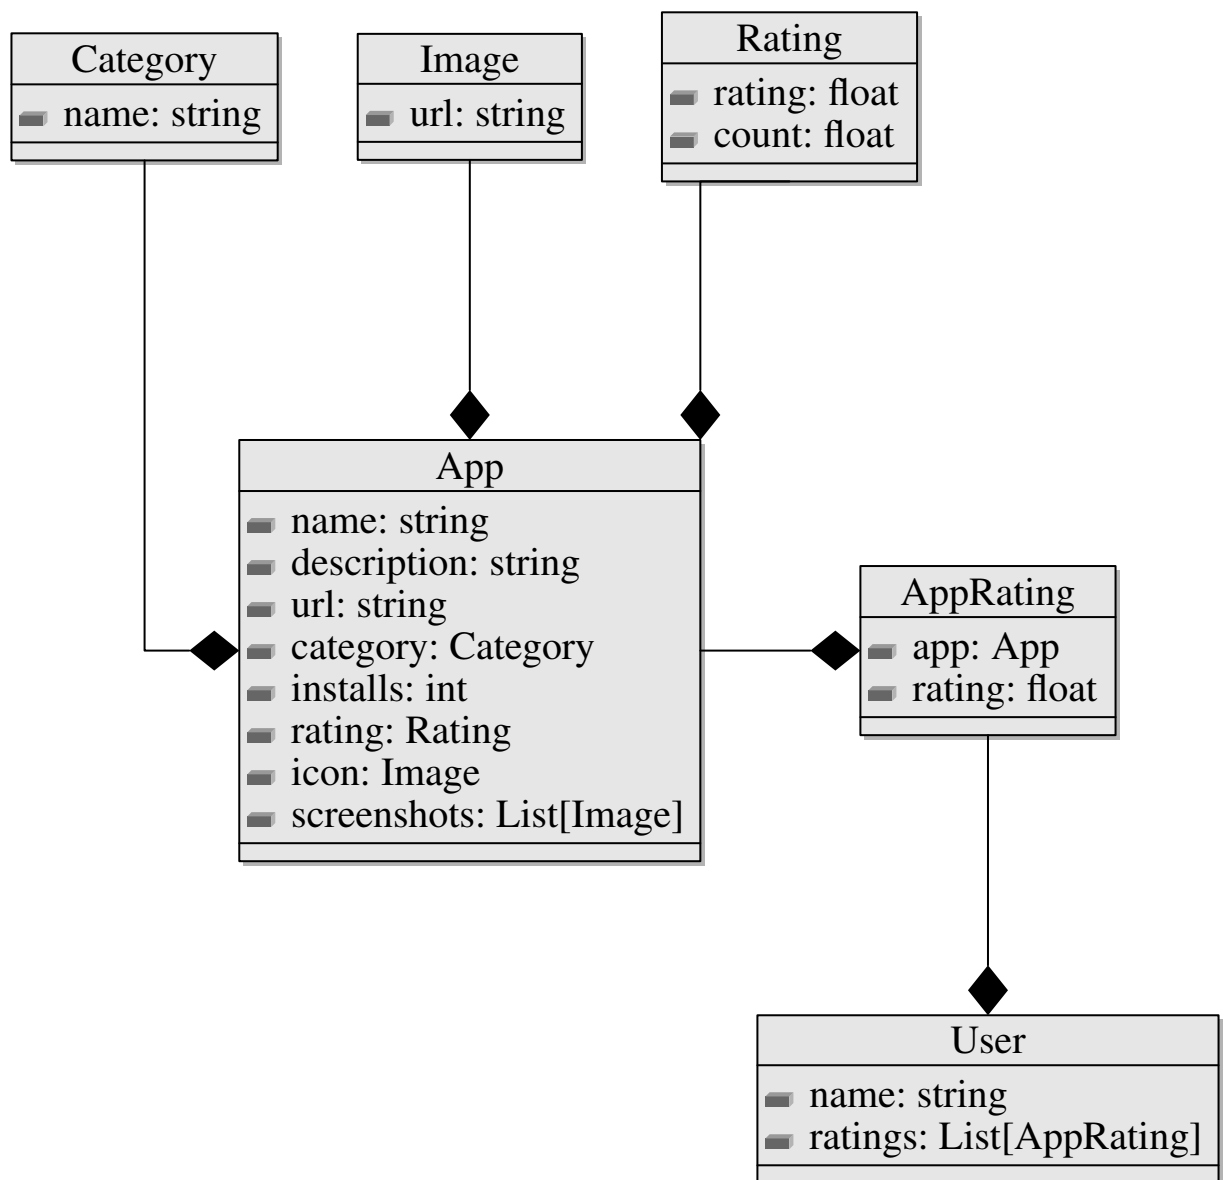 Category
name: string
Image
url: string
Rating
rating: float
count: float
App
name: string
description: string
url: string
category: Category
installs: int
rating: Rating
icon: Image
screenshots: List[Image]
AppRating
app: App
rating: float
User
name: string
ratings: List[AppRating]